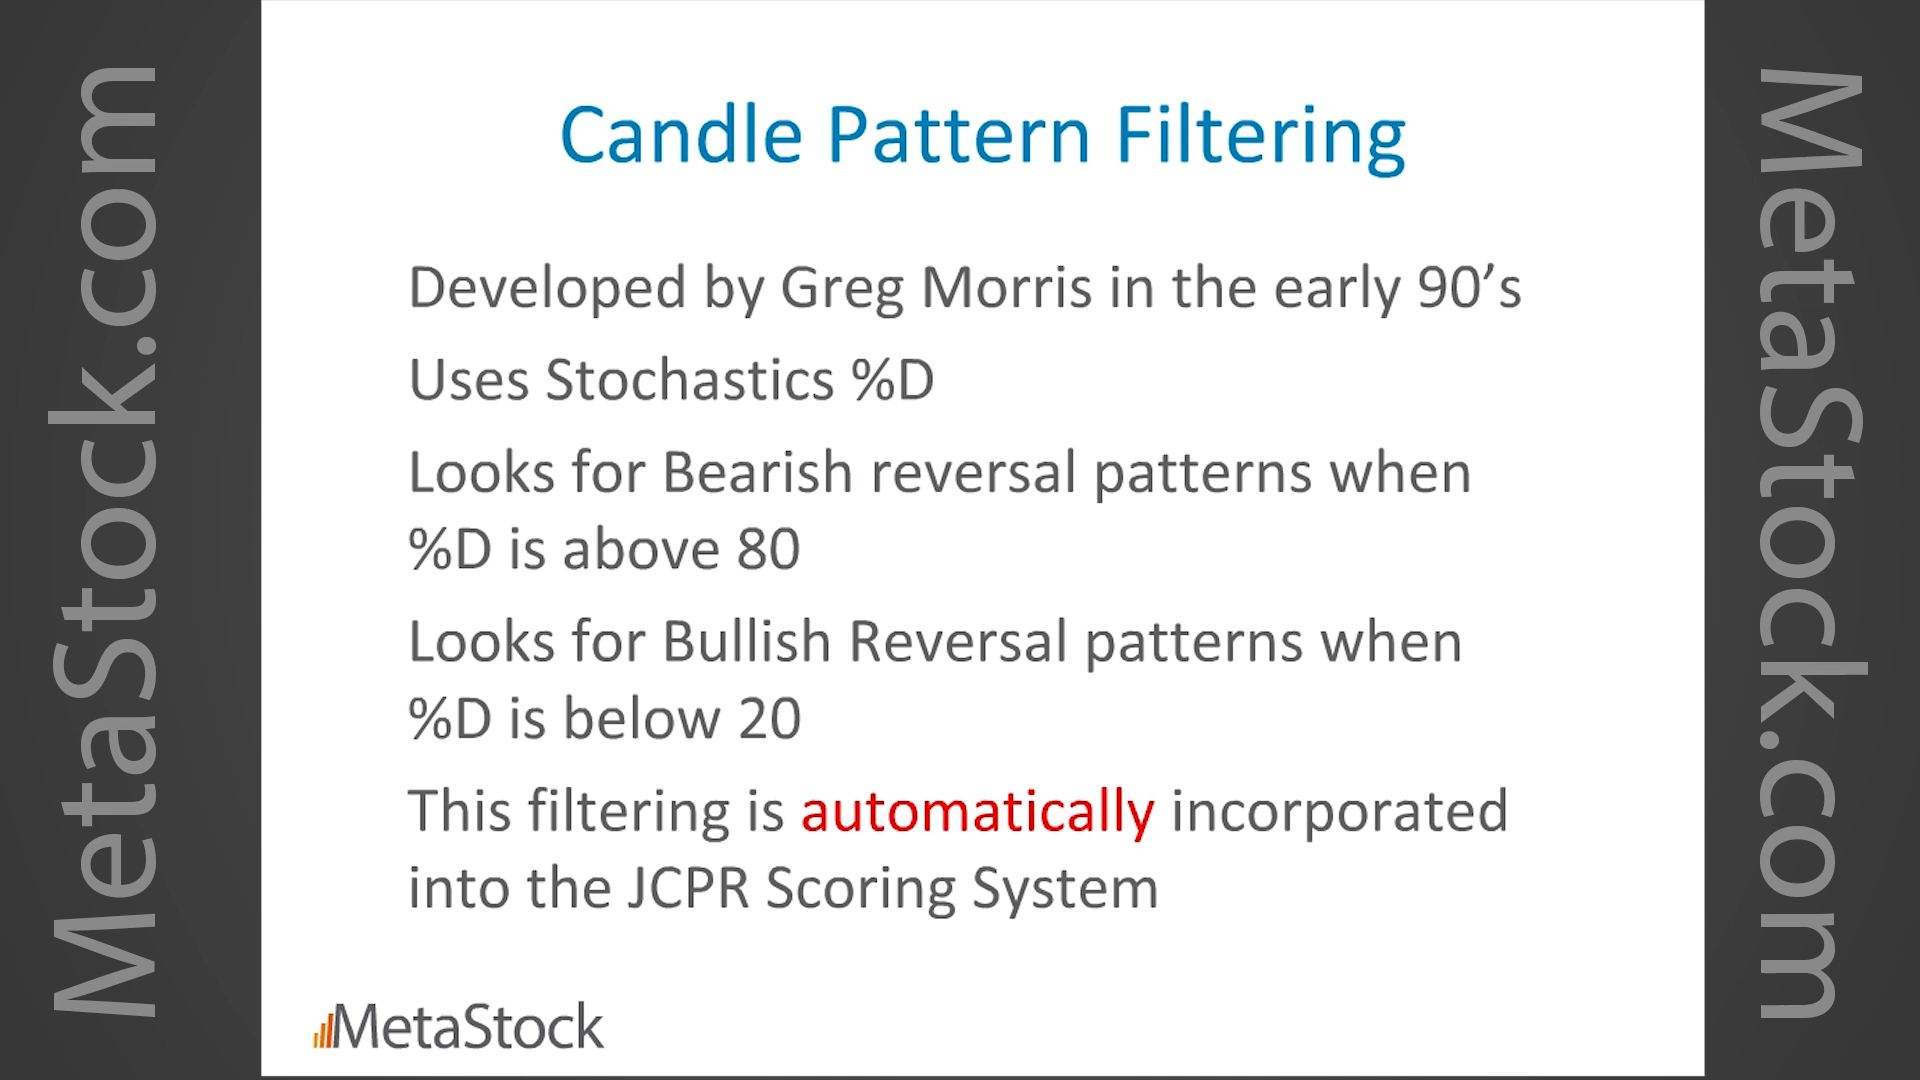 MetaStock.com
Candle Pattern Filtering
Developed by Greg Morris in the early 90’s
Uses Stochastics %D
Looks for Bearish reversal patterns when
%D is above 80
Looks for Bullish Reversal patterns when
%D is below 20
This filtering is automatically incorporated
into the JCPR Scoring System
MetaStock
MetaStock.com